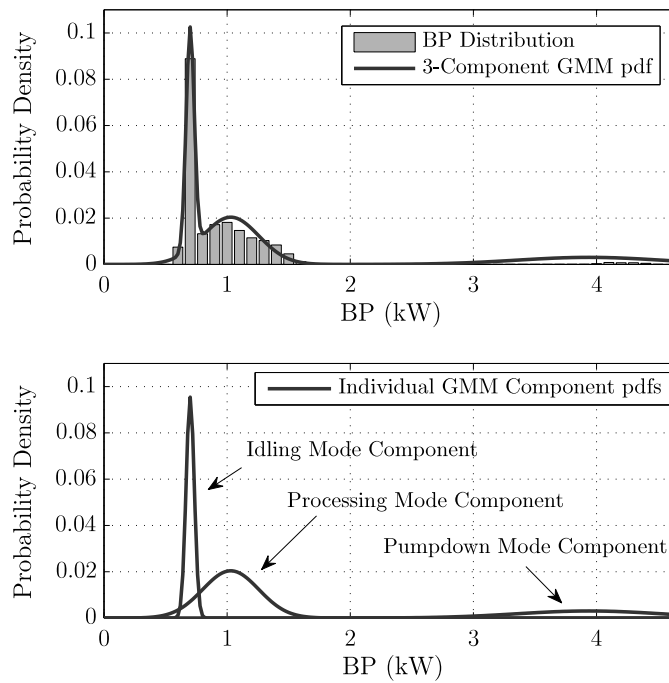 Probability Density
0.1
0.08
0.06
0.04
0.02
0
BP Distribution
3-Component GMM pdf
0
1
2
3
4
BP (kW)
Probability Density
0.1
0.08
0.06
0.04
0.02
0
Individual GMM Component pdfs
Idling Mode Component
Processing Mode Component
Pumpdown Mode Component
0
1
2
3
4
BP (kW)